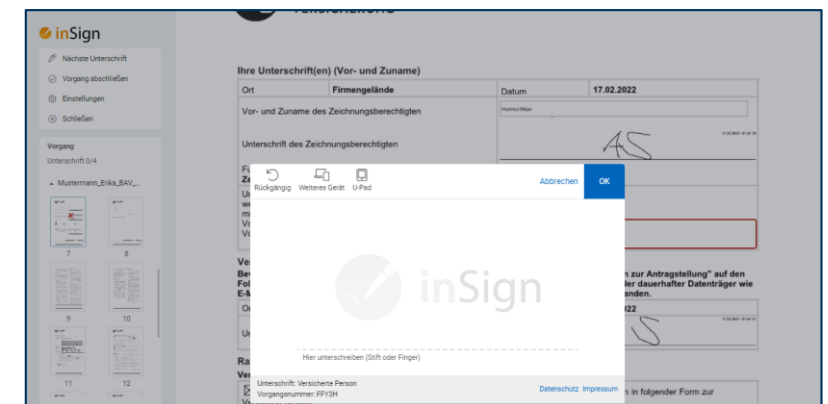 VERSICHERUNG
inSign
Nächste Unterschrift
Vorgang abschließen
Einstellungen
Schließen
Vorgang
Unterschrift 0/4
Mustermann_Erika_BAV_...
7 8
9 10
11 12
Ihre Unterschrift(en) (Vor- und Zuname)
Ort Firmengelände Datum 17.02.2022
Vor- und Zuname des Zeichnungsberechtigten
Unterschrift des Zeichnungsberechtigten
AS
Rückgängig Weiteres Gerät U-Pad Abbrechen OK
inSign
Hier unterschreiben (Stift oder Finger)
Unterschrift: Versicherte Person
Vorgangsnummer: FFY3H
Datenschutz Impressum
n zur Antragstellung" auf den
der dauerhafter Datenträger wie
anden.
022
n in folgender Form zur